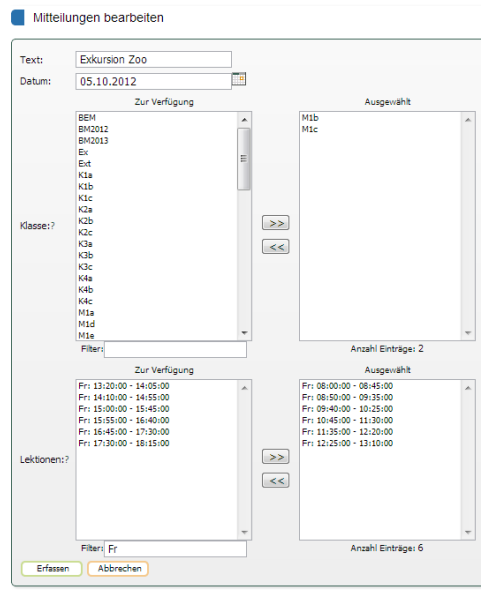 Mitteilungen bearbeiten
Text: Exkursion Zoo
Datum: 05.10.2012
Zur Verfügung Ausgewählt
Klasse:?
BEM
BM2012
BM2013
Ex
Ext
K1a
K1b
K1c
K2a
K2b
K2c
K3a
K3b
K3c
K4a
K4b
K4c
M1a
M1d
M1e
>>
<<
M1b
M1c
Filter: Anzahl Einträge: 2
Zur Verfügung Ausgewählt
Lektionen:?
Fr: 13:20:00 - 14:05:00
Fr: 14:10:00 - 14:55:00
Fr: 15:00:00 - 15:45:00
Fr: 15:55:00 - 16:40:00
Fr: 16:45:00 - 17:30:00
Fr: 17:30:00 - 18:15:00
>>
<<
Fr: 08:00:00 - 08:45:00
Fr: 08:50:00 - 09:35:00
Fr: 09:40:00 - 10:25:00
Fr: 10:45:00 - 11:30:00
Fr: 11:35:00 - 12:20:00
Fr: 12:25:00 - 13:10:00
Filter: Fr Anzahl Einträge: 6
Erfassen Abbrechen